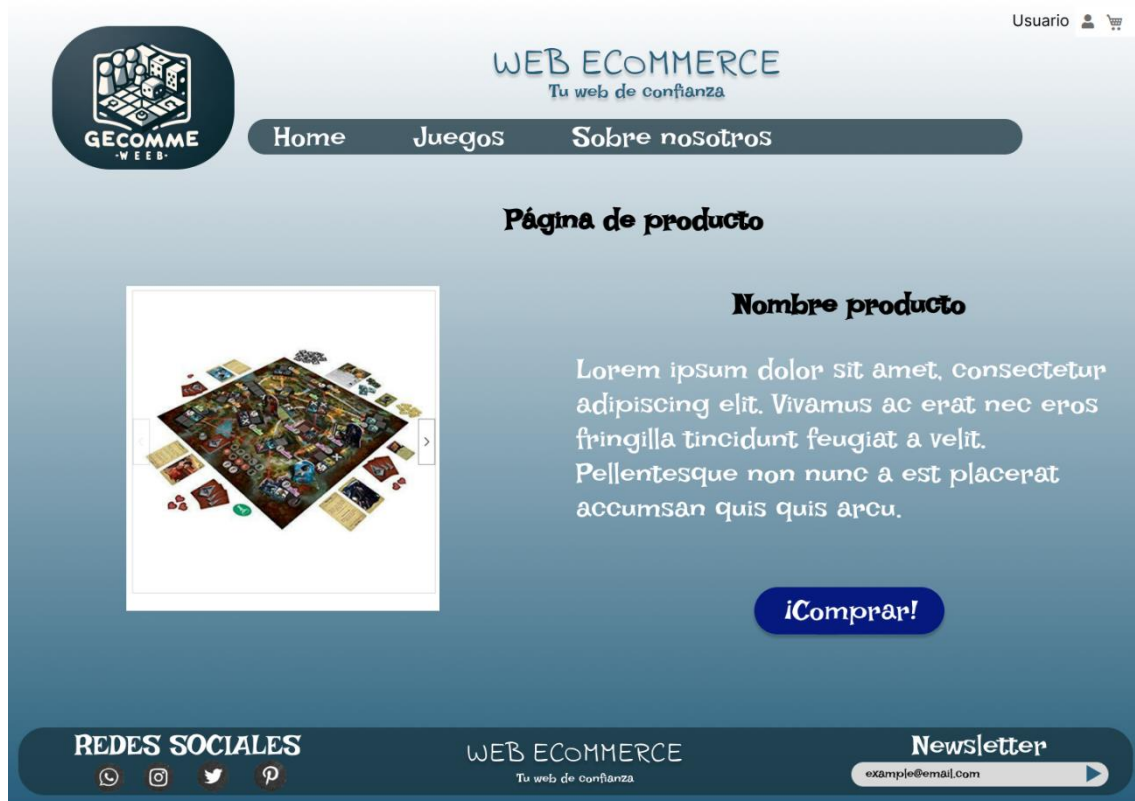 Usuario
WEB ECOMMERCE
Tu web de confianza
GECOMME
·WEEB·
Home Juegos Sobre nosotros
Página de producto
Nombre producto
Lorem ipsum dolor sit amet, consectetur
adipiscing elit. Vivamus ac erat nec eros
fringilla tincidunt feugiat a velit.
Pellentesque non nunc a est placerat
accumsan quis quis arcu.
¡Comprar!
REDES SOCIALES
WEB ECOMMERCE
Tu web de confianza
Newsletter
example@email.com